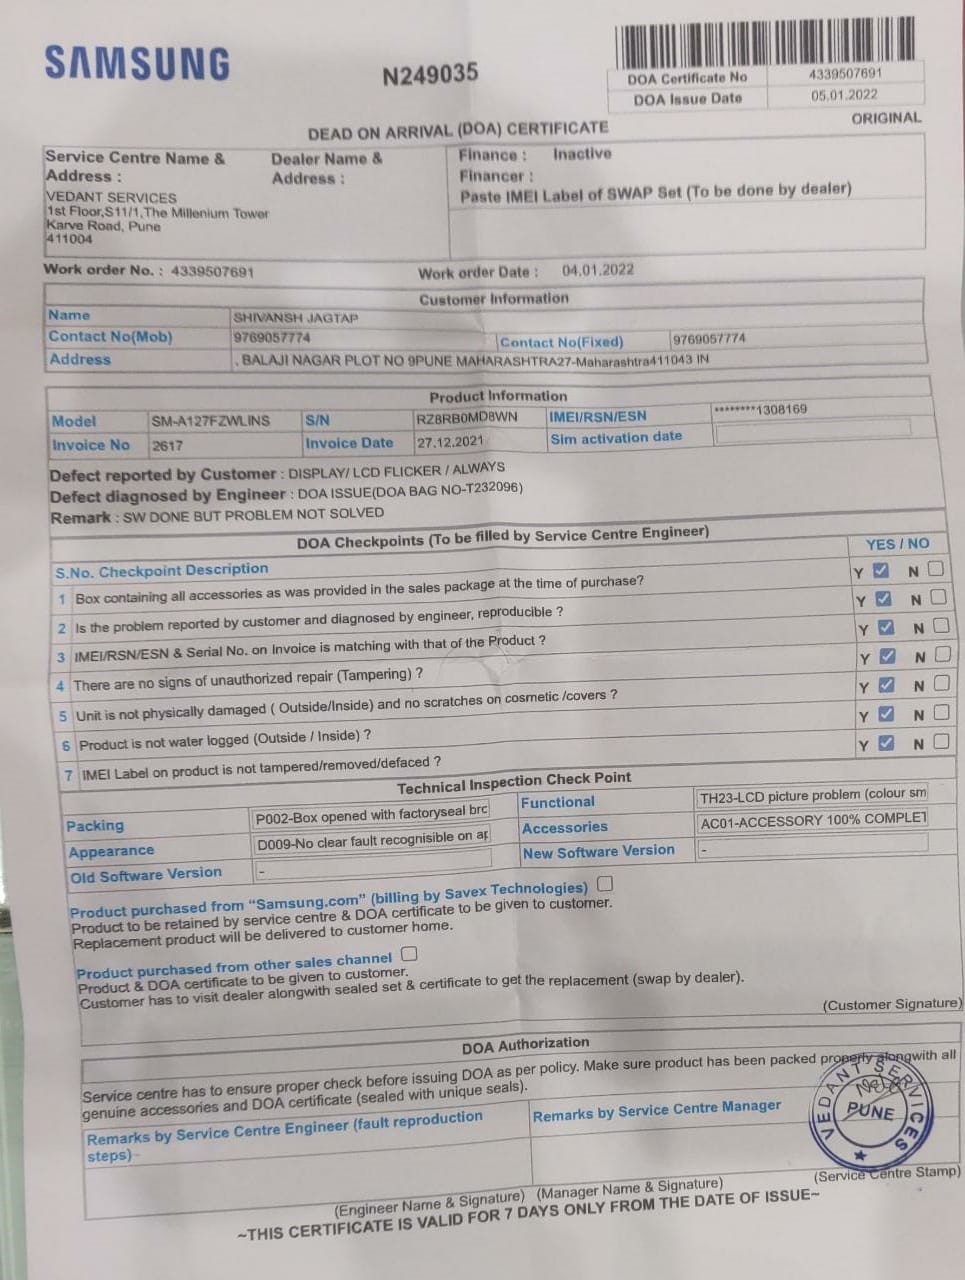 SAMSUNG
N249035
DOA Certificate No 4339507691
DOA Issue Date 05.01.2022
ORIGINAL
DEAD ON ARRIVAL (DOA) CERTIFICATE
Service Centre Name & Address :
VEDANT SERVICES
1st Floor,S11/1,The Millenium Tower
Karve Road, Pune
411004
Dealer Name & Address :
Finance : Inactive
Financer :
Paste IMEI Label of SWAP Set (To be done by dealer)
Work order No. : 4339507691 Work order Date : 04.01.2022
Customer Information
Name SHIVANSH JAGTAP
Contact No(Mob) 9769057774 Contact No(Fixed) 9769057774
Address . BALAJI NAGAR PLOT NO 9PUNE MAHARASHTRA27-Maharashtra411043 IN
Product Information
Model SM-A127FZWLINS S/N RZ8RB0MD8WN IMEI/RSN/ESN ********1308169
Invoice No 2617 Invoice Date 27.12.2021 Sim activation date
Defect reported by Customer : DISPLAY/ LCD FLICKER / ALWAYS
Defect diagnosed by Engineer : DOA ISSUE(DOA BAG NO-T232096)
Remark : SW DONE BUT PROBLEM NOT SOLVED
DOA Checkpoints (To be filled by Service Centre Engineer)
S.No. Checkpoint Description YES / NO
1 Box containing all accessories as was provided in the sales package at the time of purchase? Y N
2 Is the problem reported by customer and diagnosed by engineer, reproducible ? Y N
3 IMEI/RSN/ESN & Serial No. on Invoice is matching with that of the Product ? Y N
4 There are no signs of unauthorized repair (Tampering) ? Y N
5 Unit is not physically damaged ( Outside/Inside) and no scratches on cosmetic /covers ? Y N
6 Product is not water logged (Outside / Inside) ? Y N
7 IMEI Label on product is not tampered/removed/defaced ? Y N
Technical Inspection Check Point
Packing P002-Box opened with factoryseal brc Functional TH23-LCD picture problem (colour sm
Appearance D009-No clear fault recognisible on ap Accessories AC01-ACCESSORY 100% COMPLET
Old Software Version - New Software Version -
Product purchased from “Samsung.com” (billing by Savex Technologies)
Product to be retained by service centre & DOA certificate to be given to customer.
Replacement product will be delivered to customer home.
Product purchased from other sales channel
Product & DOA certificate to be given to customer.
Customer has to visit dealer alongwith sealed set & certificate to get the replacement (swap by dealer).
(Customer Signature)
DOA Authorization
Service centre has to ensure proper check before issuing DOA as per policy. Make sure product has been packed properly alongwith all
genuine accessories and DOA certificate (sealed with unique seals).
Remarks by Service Centre Engineer (fault reproduction steps)-
Remarks by Service Centre Manager
VEDANT SERVICES
PUNE
(Engineer Name & Signature) (Manager Name & Signature) (Service Centre Stamp)
~THIS CERTIFICATE IS VALID FOR 7 DAYS ONLY FROM THE DATE OF ISSUE~